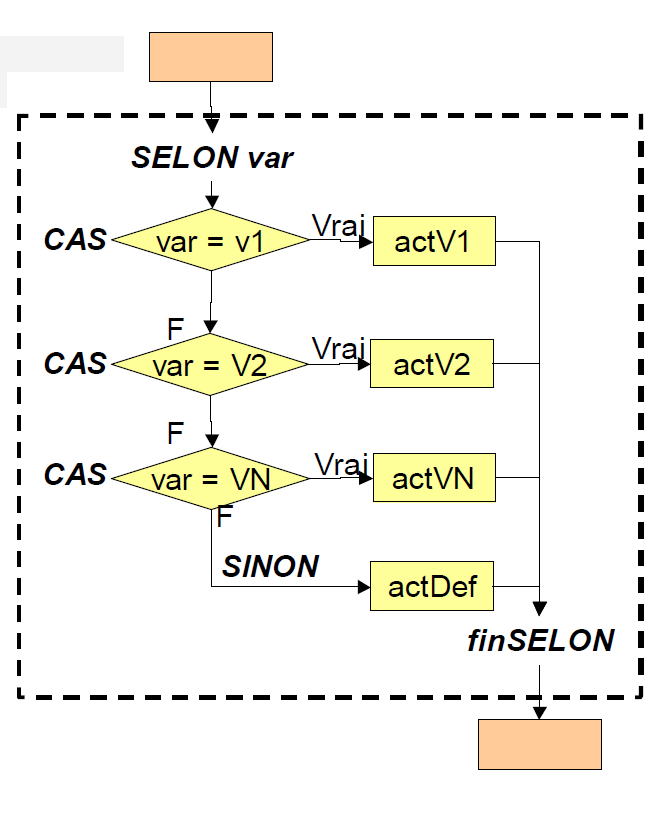 SELON var
CAS
var = v1
Vrai
actV1
F
CAS
var = V2
Vrai
actV2
F
CAS
var = VN
Vrai
actVN
F
SINON
actDef
finSELON